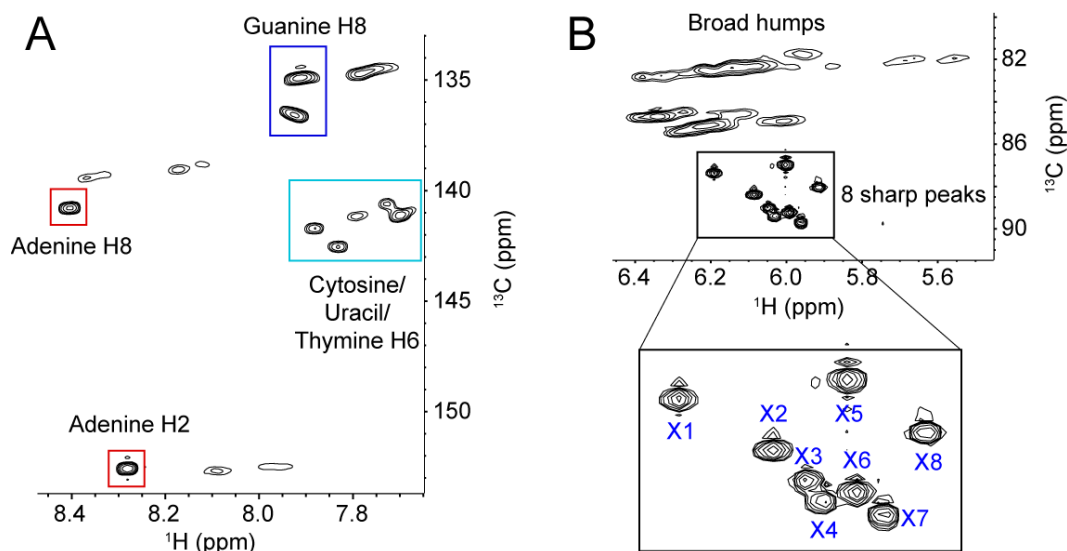 A
Guanine H8
135
140
Adenine H8
145
Cytosine/
Uracil/
Thymine H6
¹³C (ppm)
Adenine H2
150
8.4 8.2 8.0 7.8
¹H (ppm)
B
Broad humps
82
86
8 sharp peaks
90
¹³C (ppm)
6.4 6.2 6.0 5.8 5.6
¹H (ppm)
X1
X2
X3
X4
X5
X6
X7
X8